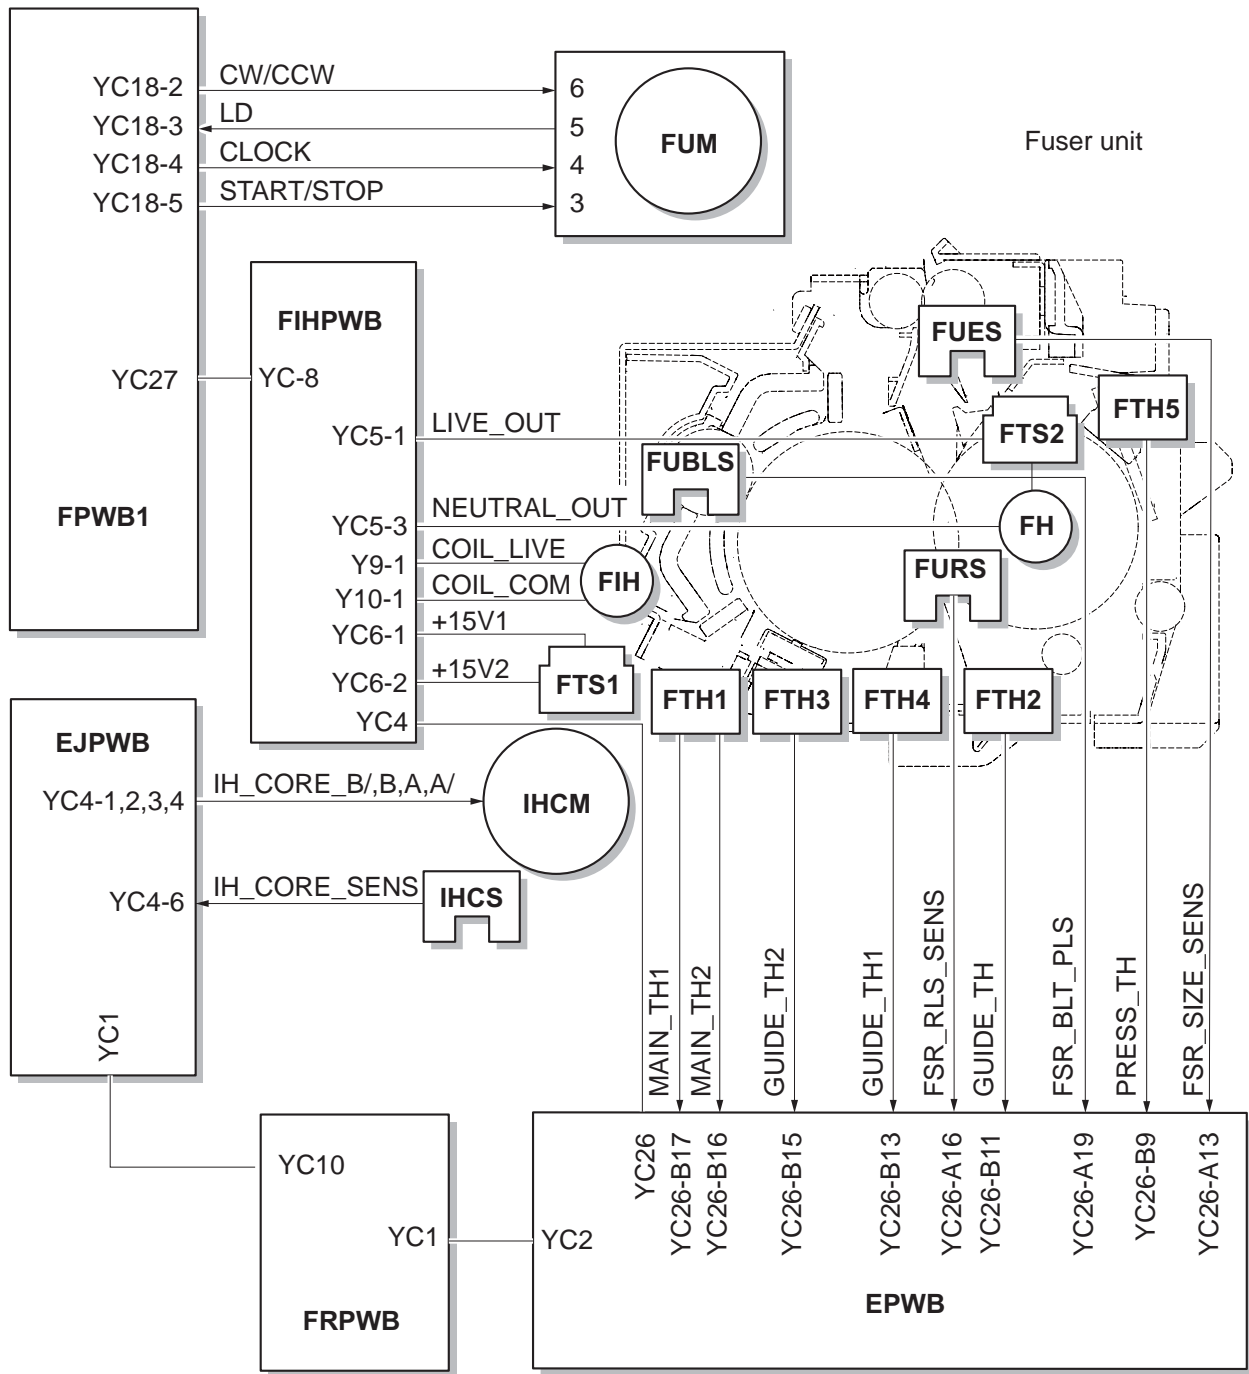 CW/CCW
YC18-2
6
LD
YC18-3
5
FUM
Fuser unit
CLOCK
YC18-4
4
START/STOP
YC18-5
3
FIHPWB
FUES
YC27
YC-8
FTH5
LIVE_OUT
YC5-1
FTS2
FUBLS
FPWB1
NEUTRAL_OUT
YC5-3
FH
COIL_LIVE
Y9-1
FIH
FURS
COIL_COM
Y10-1
+15V1
YC6-1
+15V2
YC6-2
FTS1
FTH1
FTH3
FTH4
FTH2
YC4
EJPWB
IH_CORE_B/,B,A,A/
YC4-1,2,3,4
IHCM
IH_CORE_SENS
YC4-6
IHCS
YC1
MAIN_TH1
MAIN_TH2
GUIDE_TH2
GUIDE_TH1
FSR_RLS_SENS
GUIDE_TH
FSR_BLT_PLS
PRESS_TH
FSR_SIZE_SENS
YC26
YC26-B17
YC26-B16
YC26-B15
YC26-B13
YC26-A16
YC26-B11
YC26-A19
YC26-B9
YC26-A13
YC10
YC1
YC2
EPWB
FRPWB